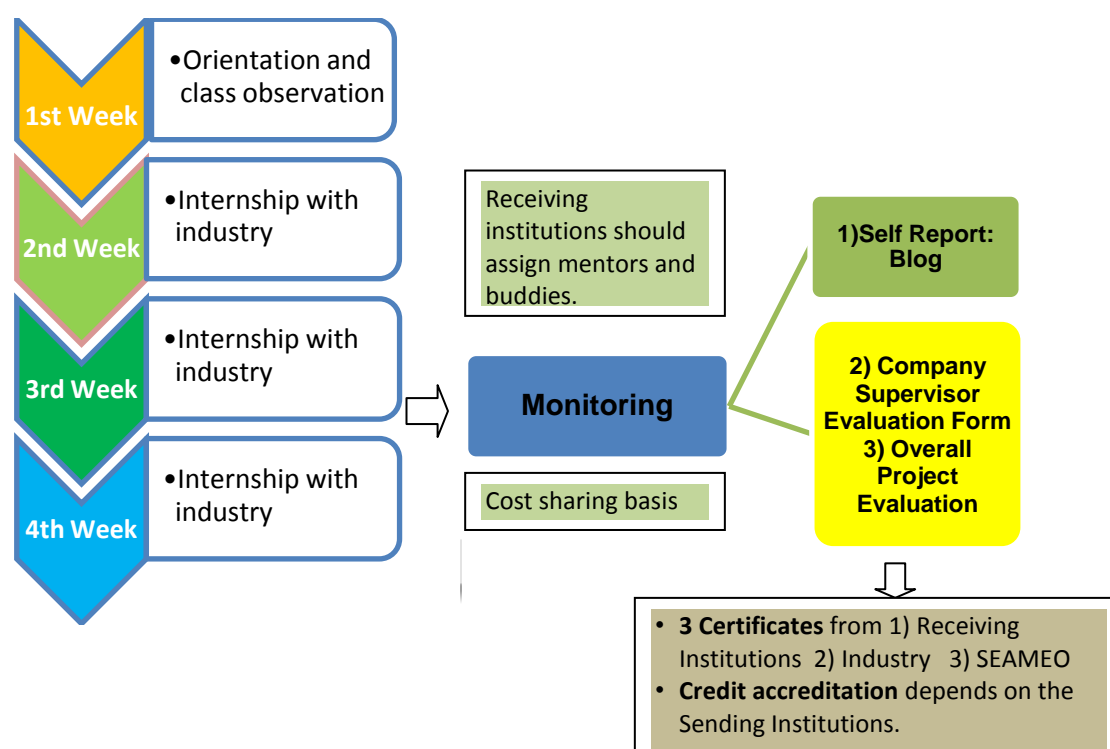 1st Week
•Orientation and
class observation
2nd Week
•Internship with
industry
3rd Week
•Internship with
industry
4th Week
•Internship with
industry
Receiving
institutions should
assign mentors and
buddies.
Monitoring
Cost sharing basis
1)Self Report:
Blog
2) Company
Supervisor
Evaluation Form
3) Overall
Project
Evaluation
• 3 Certificates from 1) Receiving
Institutions 2) Industry 3) SEAMEO
• Credit accreditation depends on the
Sending Institutions.